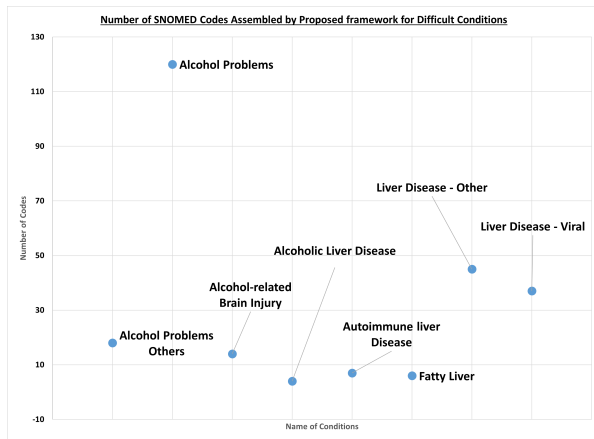 Number of SNOMED Codes Assembled by Proposed framework for Difficult Conditions
130
110
90
70
50
30
10
-10
Number of Codes
Alcohol Problems
Liver Disease - Other
Liver Disease - Viral
Alcoholic Liver Disease
Alcohol-related
Brain Injury
Alcohol Problems
Others
Autoimmune liver
Disease
Fatty Liver
Name of Conditions